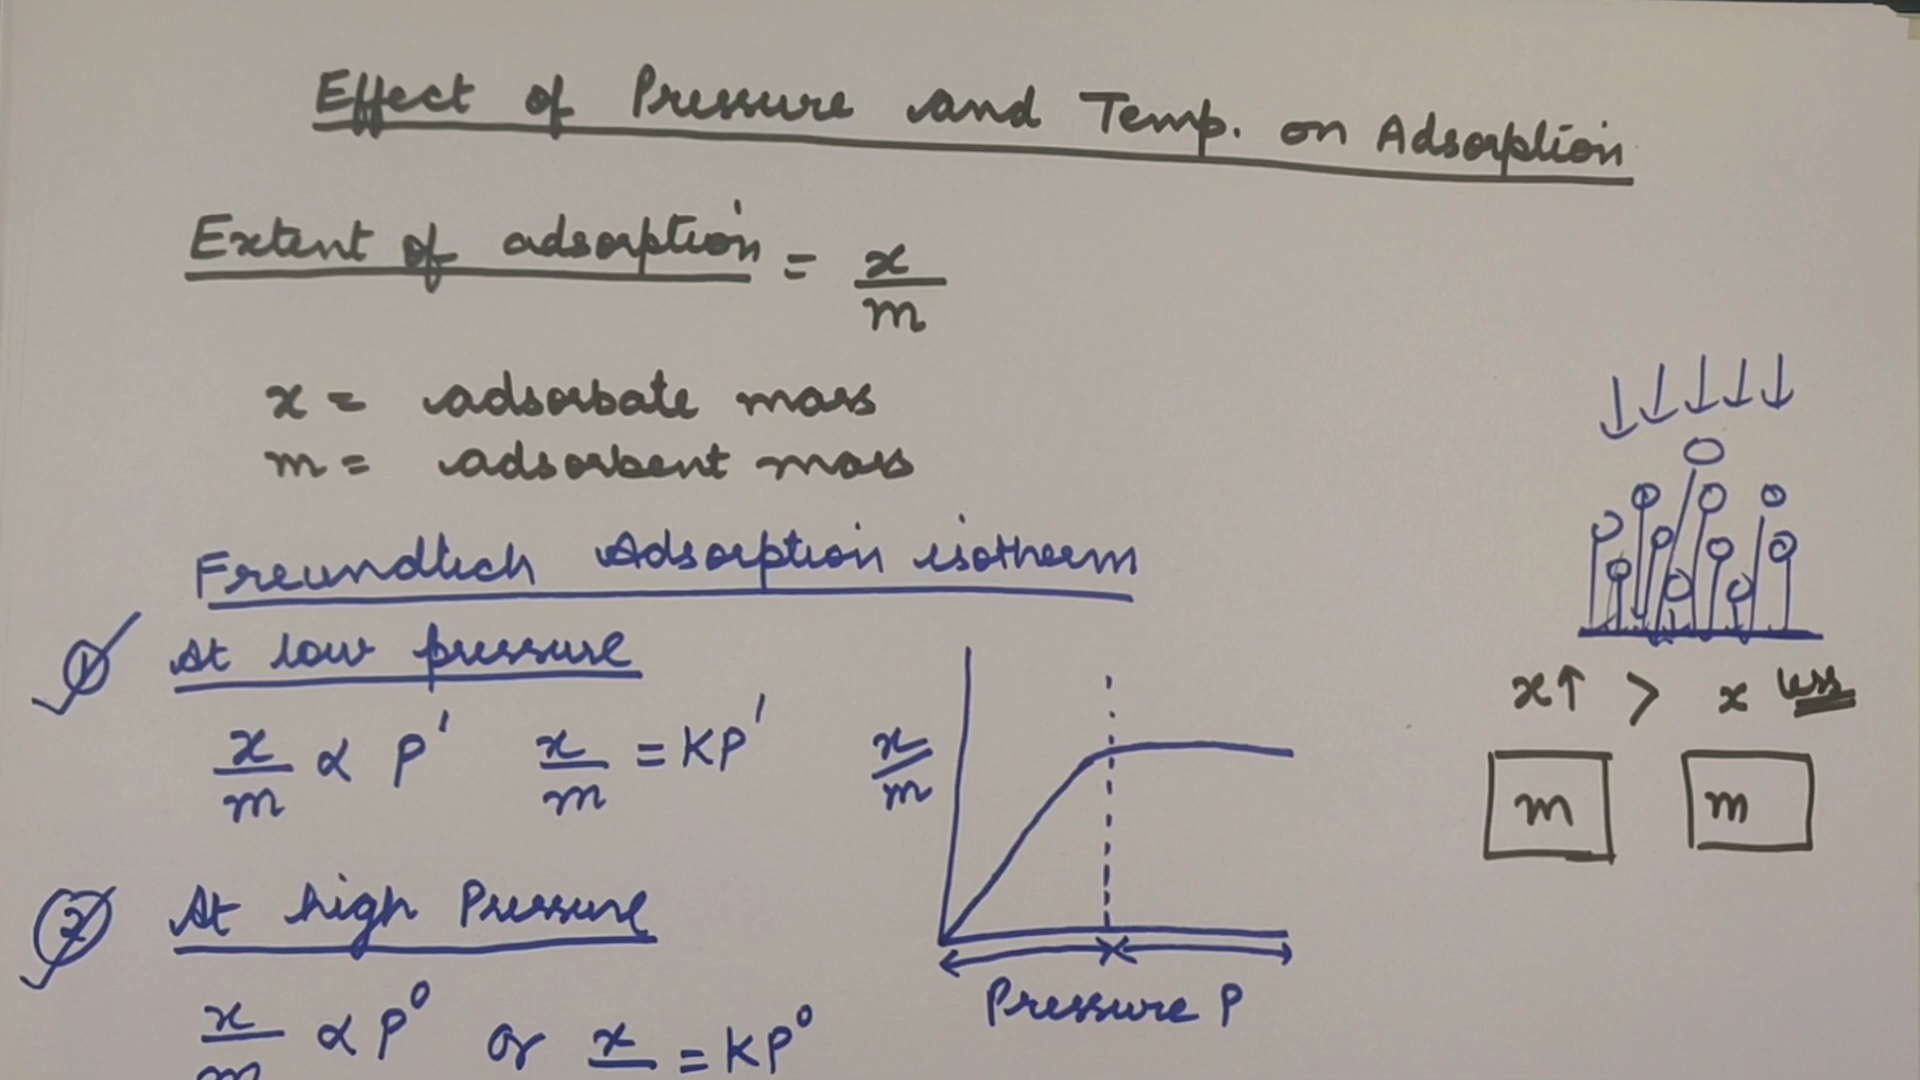 Effect of Pressure and Temp. on Adsorption
Extent of adsorption = x/m
x = adsorbate mass
m = adsorbent mass
Freundlich Adsorption isotherm
① At low pressure
x/m ∝ P¹ x/m = KP¹
② At high Pressure
x/m ∝ P⁰ or x/ = KP⁰
x/m
Pressure P
x↑ > x less
m m